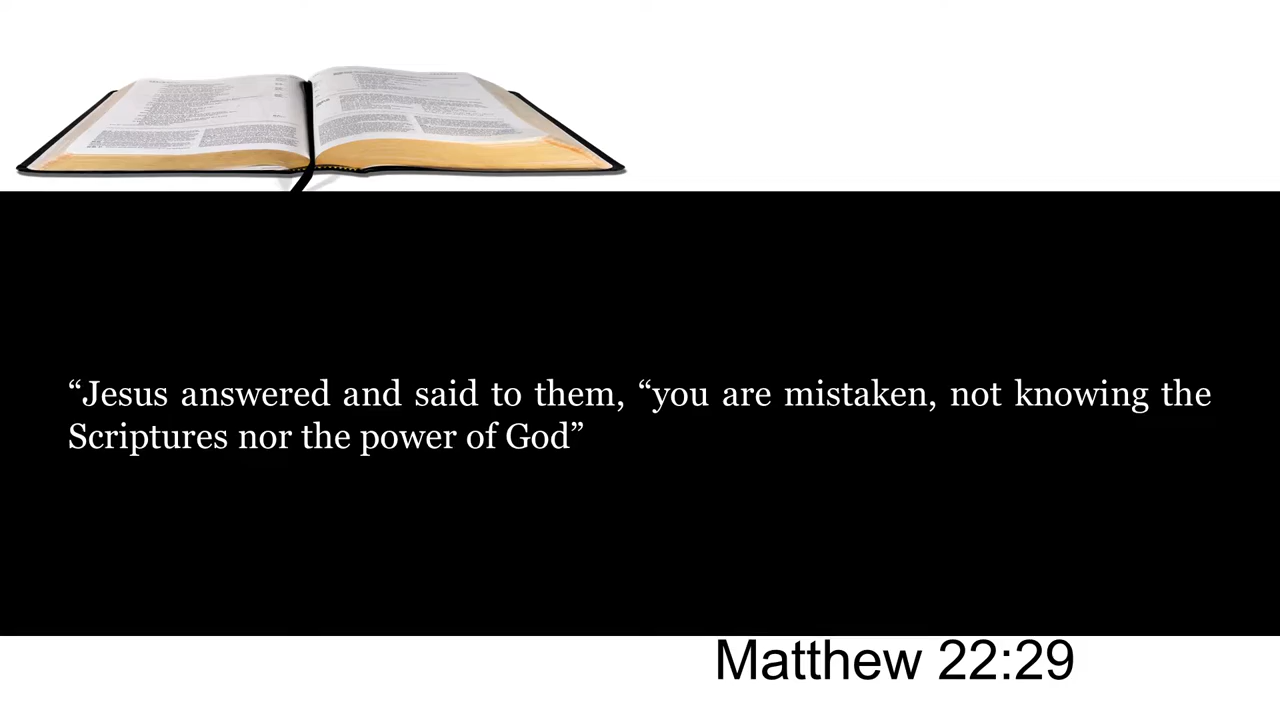 “Jesus answered and said to them, “you are mistaken, not knowing the
Scriptures nor the power of God”
Matthew 22:29